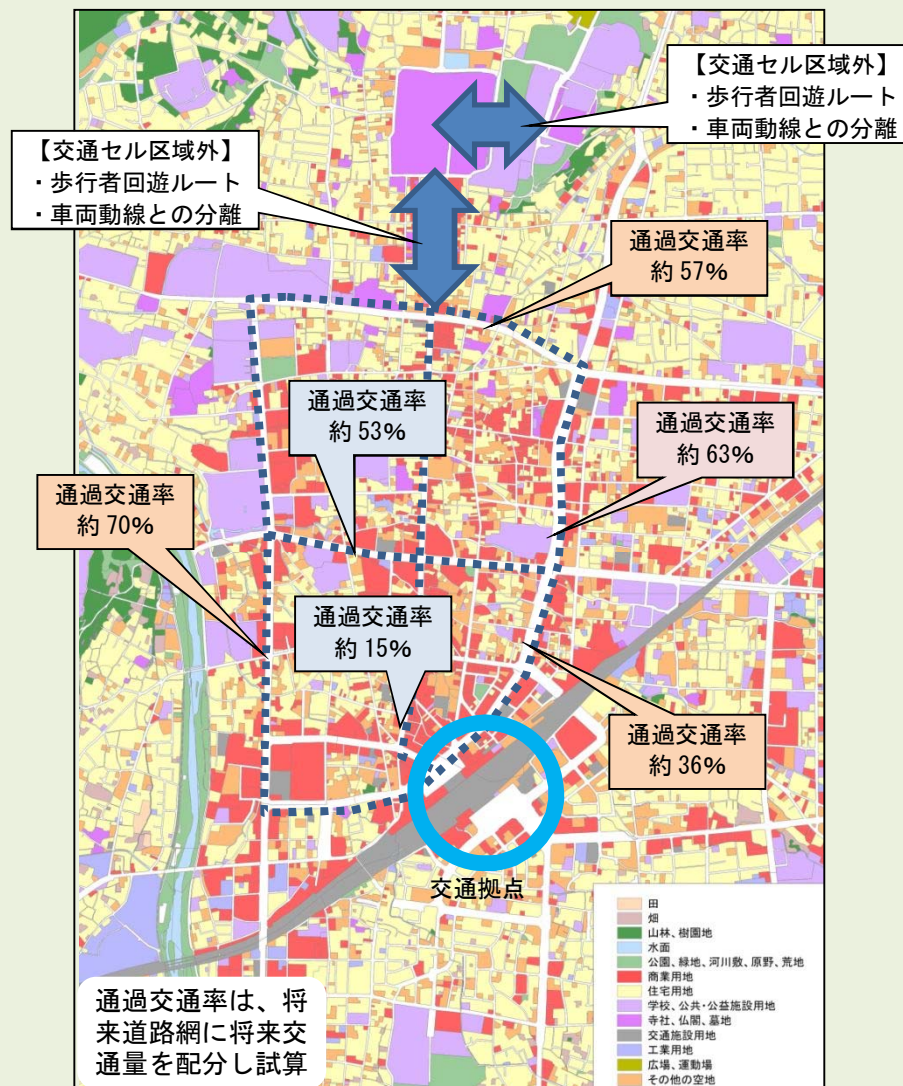 【交通セル区域外】
・歩行者回遊ルート
・車両動線との分離
【交通セル区域外】
・歩行者回遊ルート
・車両動線との分離
通過交通率
約 57%
通過交通率
約 53%
通過交通率
約 63%
通過交通率
約 70%
通過交通率
約 15%
通過交通率
約 36%
交通拠点
通過交通率は、将
来道路網に将来交
通量を配分し試算
田
畑
山林、樹園地
水面
公園、緑地、河川敷、原野、荒地
商業用地
住宅用地
学校、公共・公益施設用地
寺社、仏閣、墓地
交通施設用地
工業用地
広場、運動場
その他の空地